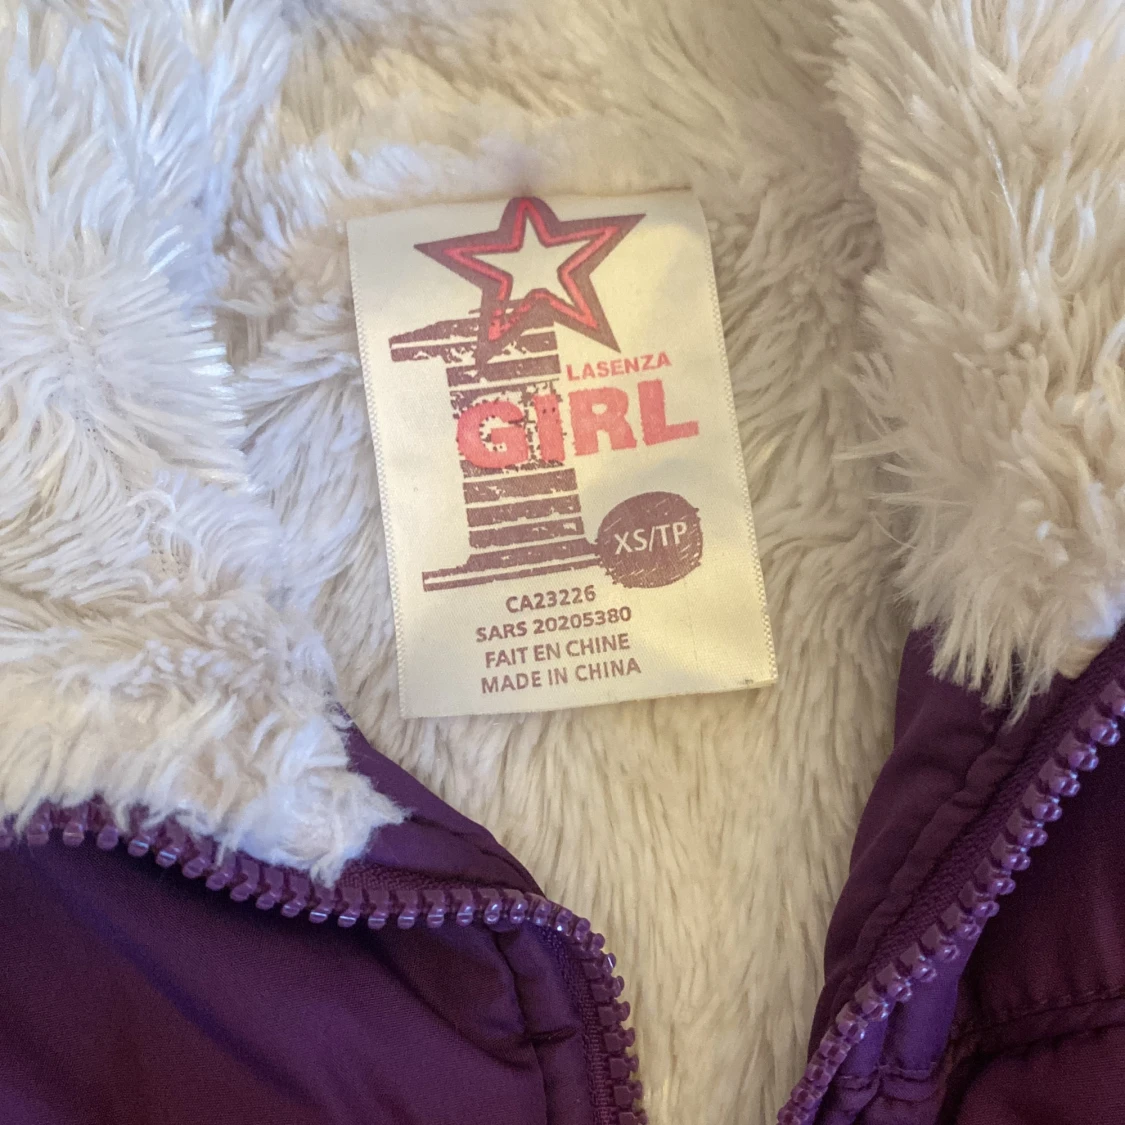 LASENZA
GIRL
XS/TP
CA23226
SARS 20205380
FAIT EN CHINE
MADE IN CHINA